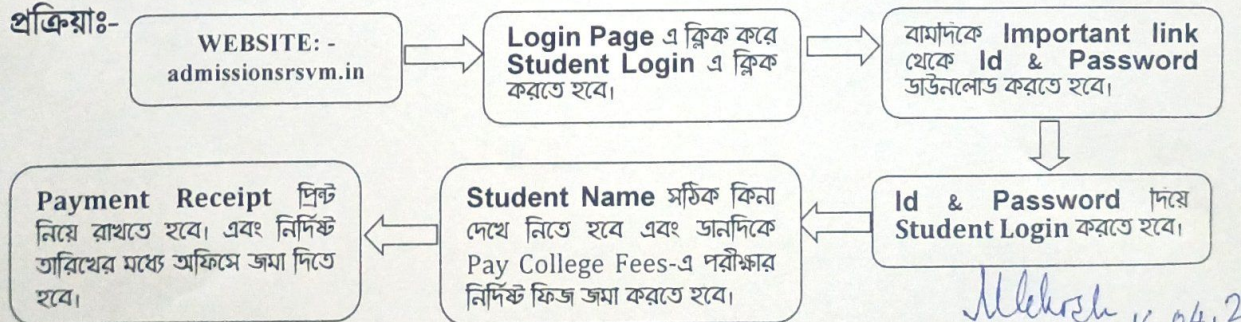 প্রক্রিয়াঃ-
WEBSITE: -
admissionsrsvm.in
Login Page এ ক্লিক করে
Student Login এ ক্লিক
করতে হবে।
বামদিকে Important link
থেকে Id & Password
ডাউনলোড করতে হবে।
Id & Password দিয়ে
Student Login করতে হবে।
Student Name সঠিক কিনা
দেখে নিতে হবে এবং ডানদিকে
Pay College Fees-এ পরীক্ষার
নির্দিষ্ট ফিজ জমা করতে হবে।
Payment Receipt প্রিন্ট
নিয়ে রাখতে হবে। এবং নির্দিষ্ট
তারিখের মধ্যে অফিসে জমা দিতে
হবে।